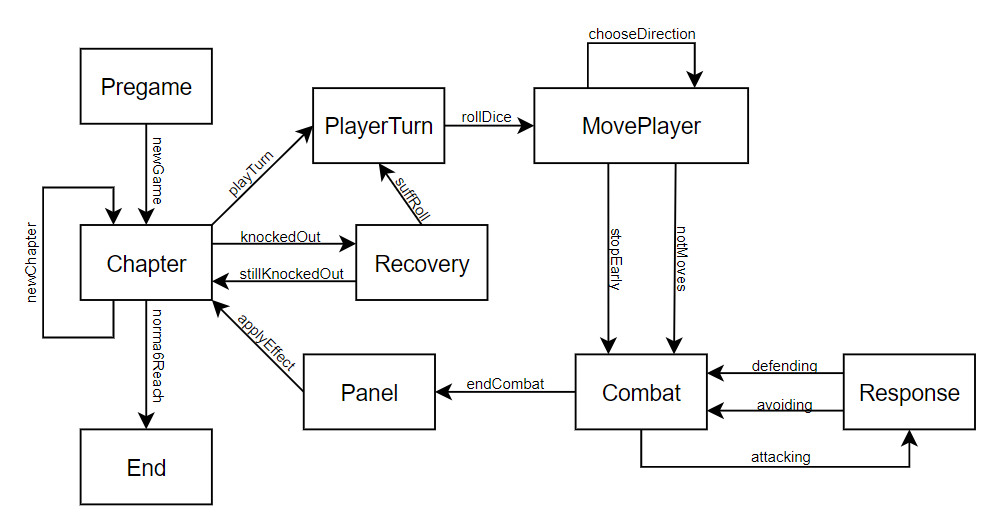 chooseDirection
Pregame
PlayerTurn
rollDice
MovePlayer
newGame
playTurn
suffRoll
newChapter
Chapter
knockedOut
stillKnockedOut
Recovery
stopEarly
notMoves
norma6Reach
applyEffect
Panel
endCombat
Combat
defending
avoiding
Response
attacking
End